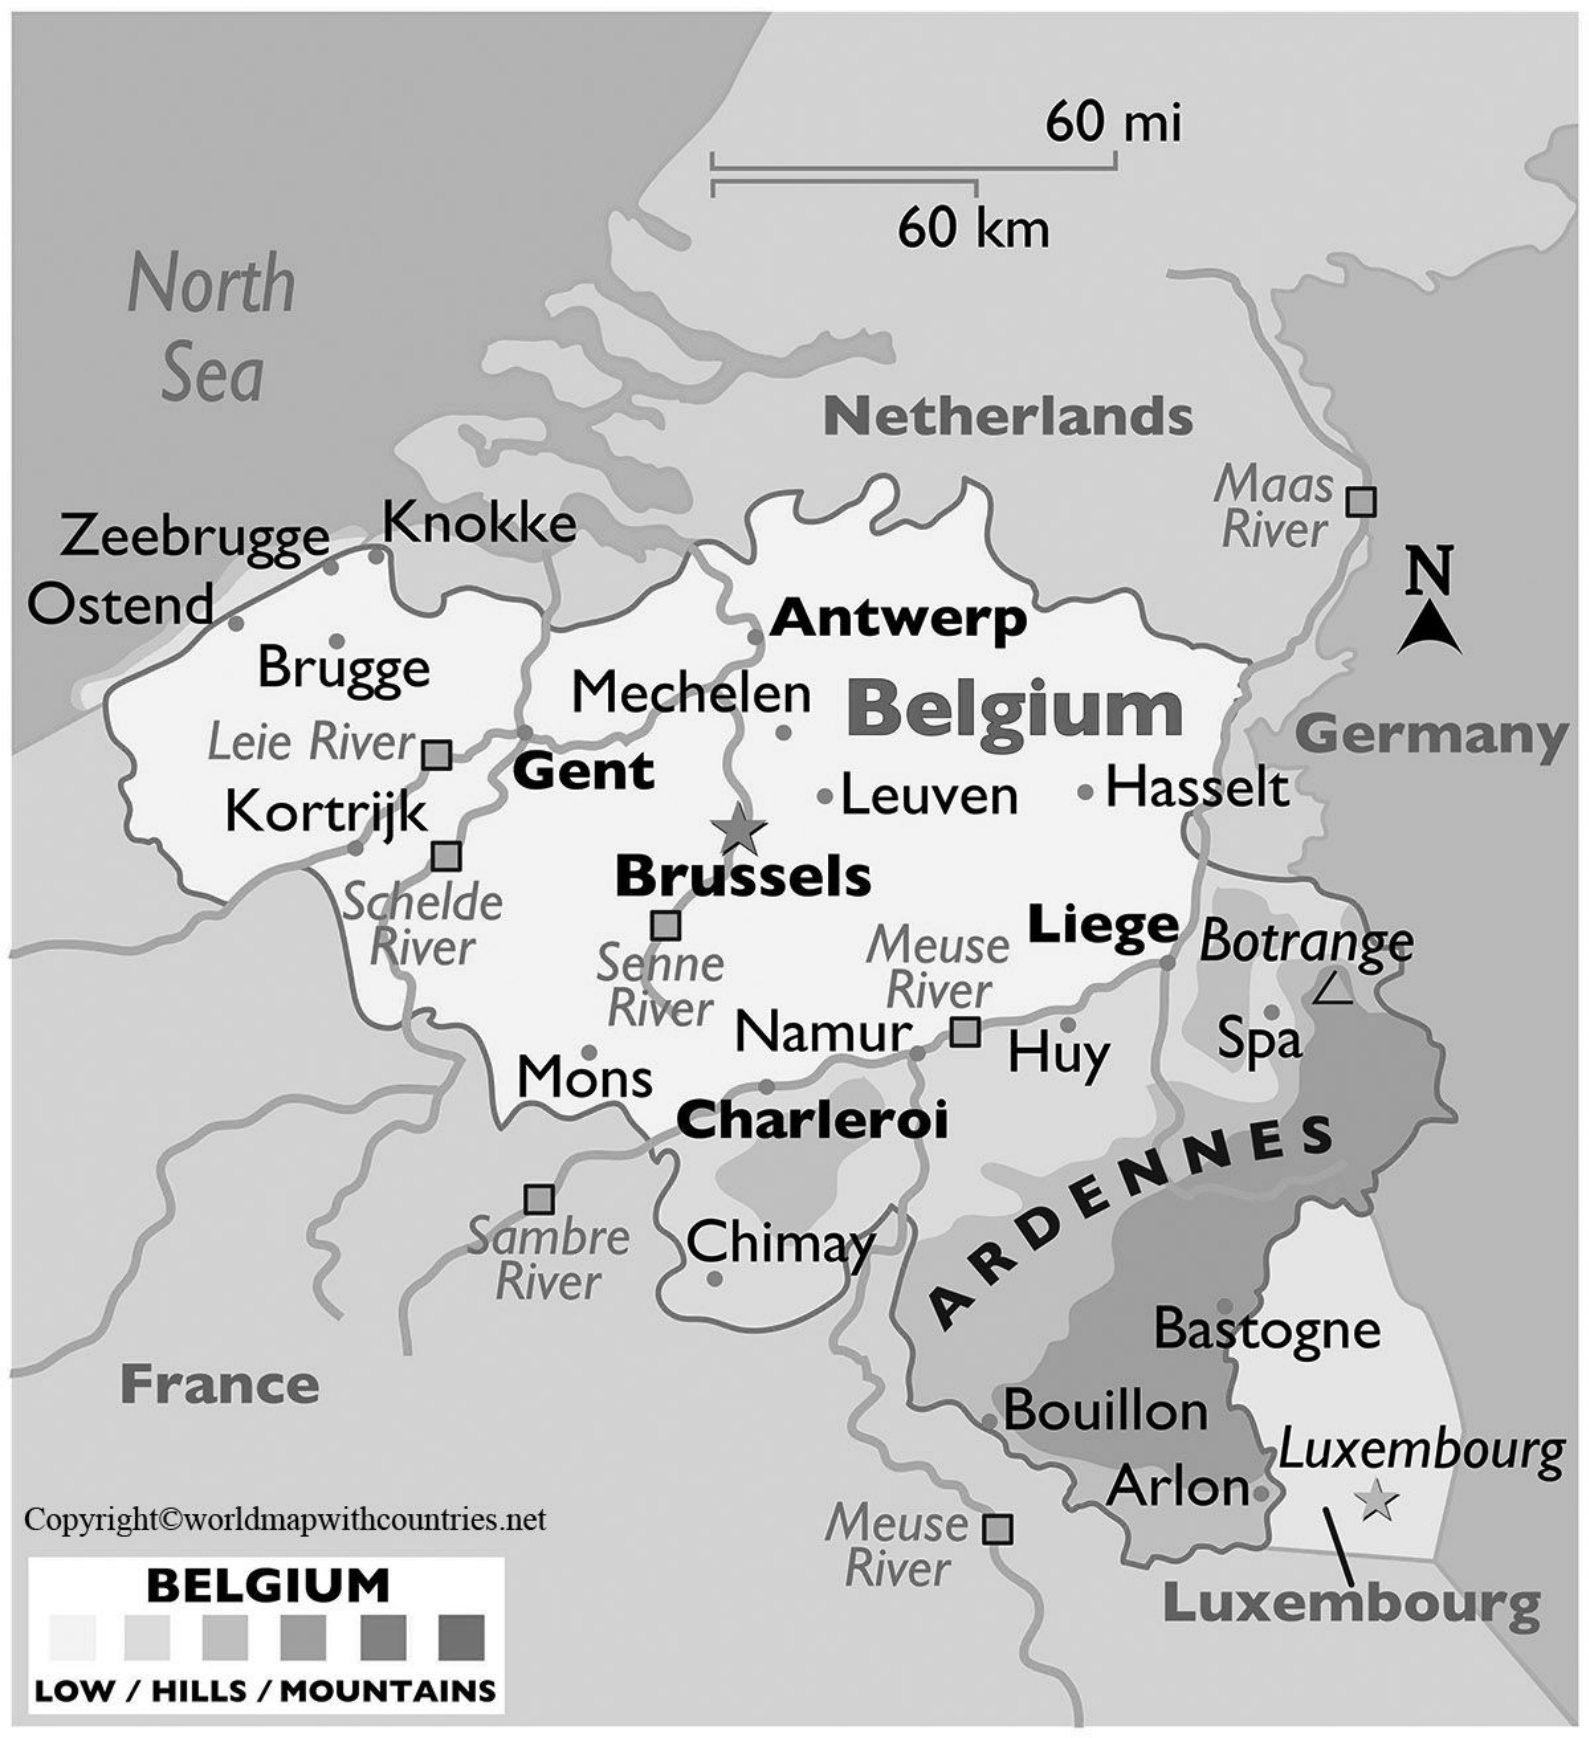 60 mi
60 km
North
Sea
Netherlands
Maas
River
N
Zeebrugge
Knokke
Ostend
Antwerp
Brugge
Mechelen
Belgium
Germany
Leie River
Gent
Kortrijk
Leuven
Hasselt
Brussels
Schelde
River
Senne
River
Meuse
River
Liege
Botrange
Namur
Huy
Spa
Mons
Charleroi
ARDENNES
Sambre
River
Chimay
Bastogne
France
Bouillon
Luxembourg
Arlon
Meuse
River
Luxembourg
Copyright©worldmapwithcountries.net
BELGIUM
LOW / HILLS / MOUNTAINS